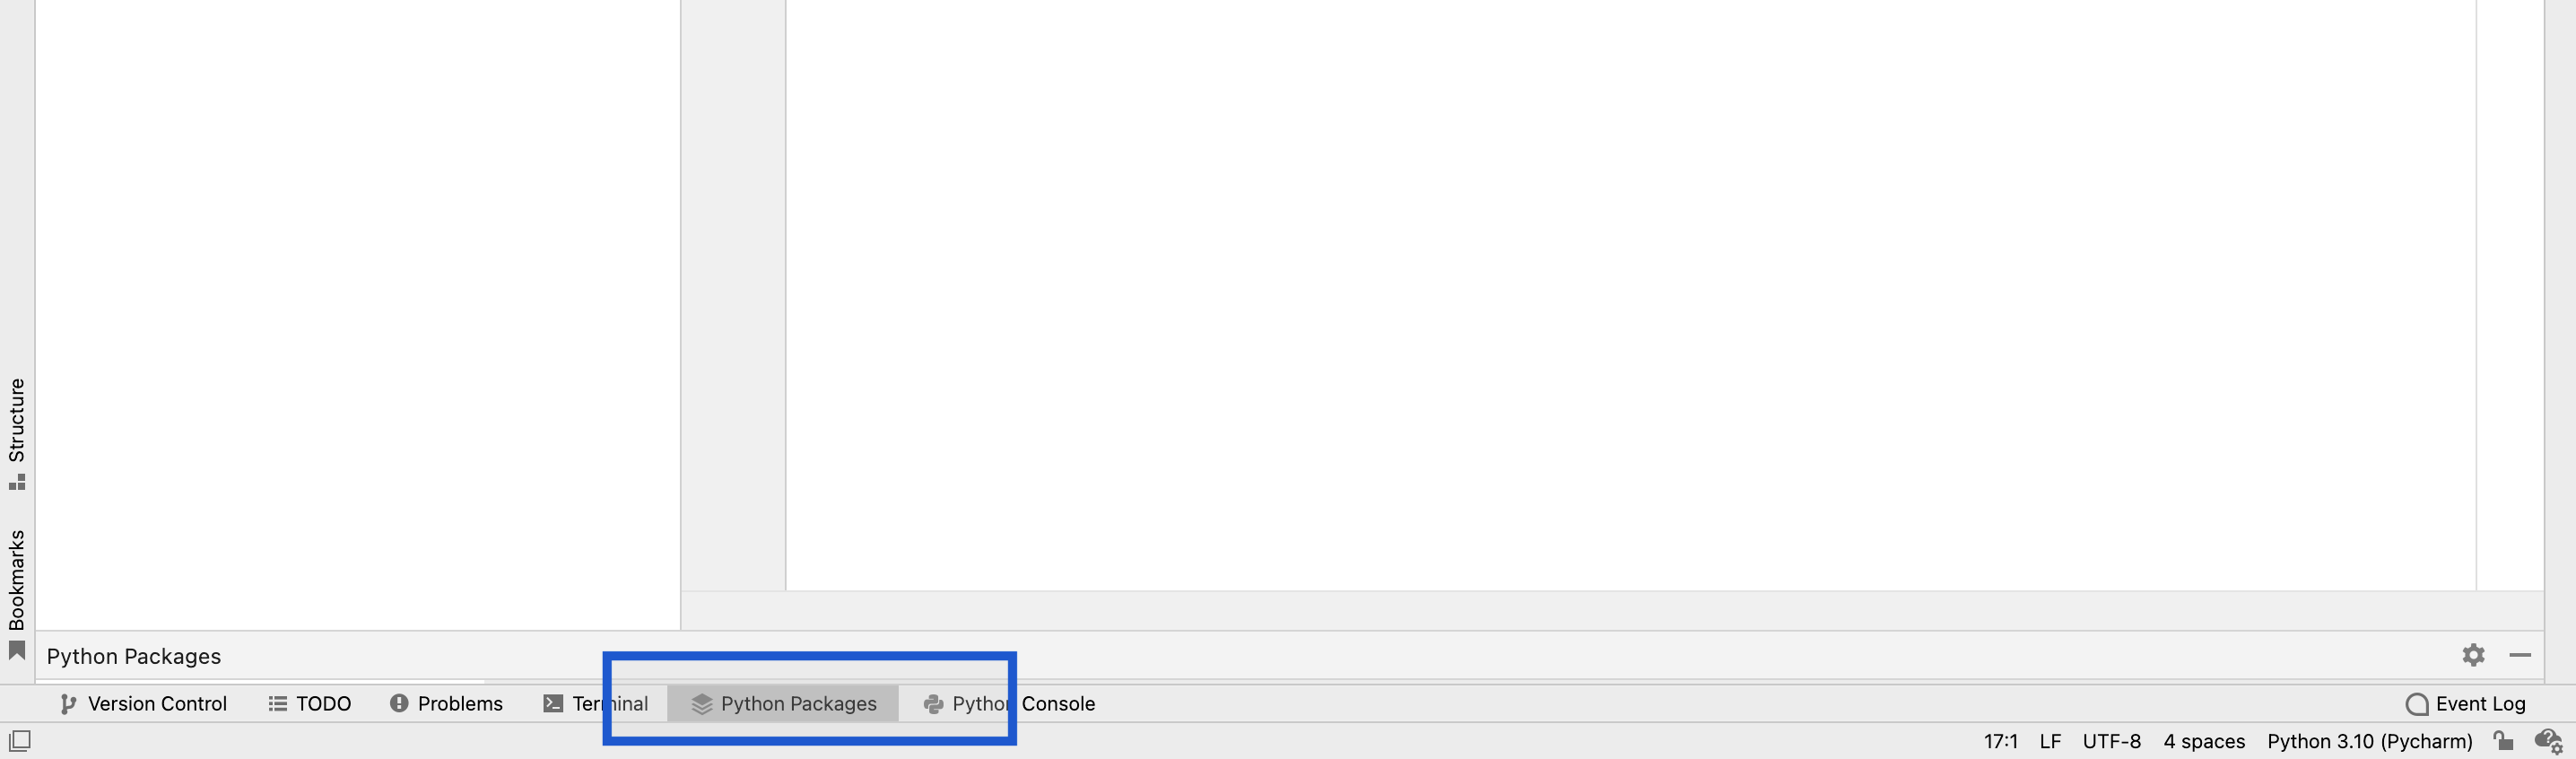 Structure
Bookmarks
Python Packages
Version Control TODO Problems Terminal Python Packages Python Console Event Log
17:1 LF UTF-8 4 spaces Python 3.10 (Pycharm)